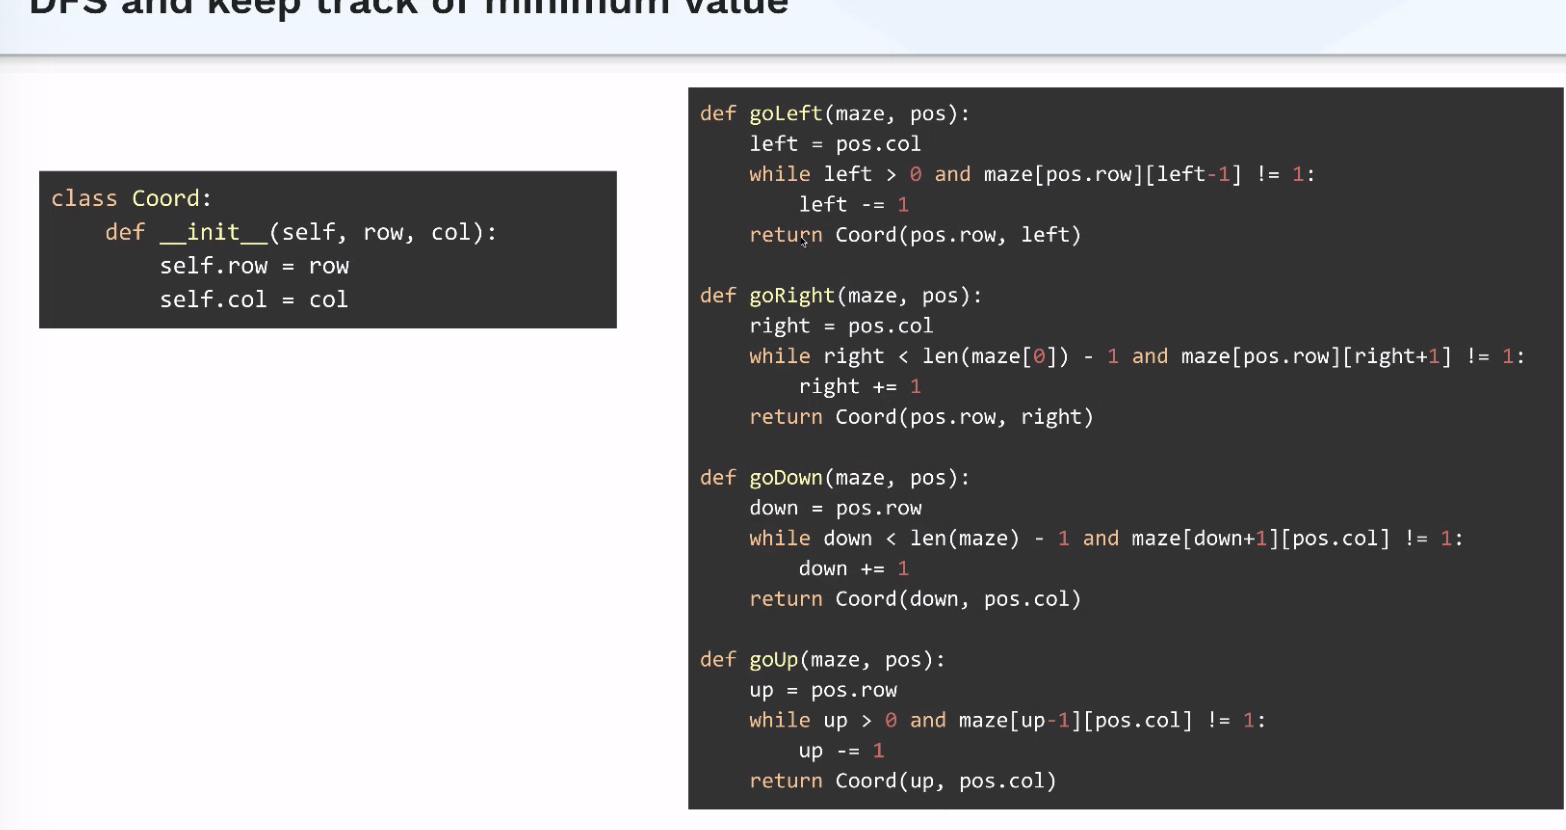 DFS and keep track of minimum value
class Coord:
    def __init__(self, row, col):
        self.row = row
        self.col = col
def goLeft(maze, pos):
    left = pos.col
    while left > 0 and maze[pos.row][left-1] != 1:
        left -= 1
    return Coord(pos.row, left)
def goRight(maze, pos):
    right = pos.col
    while right < len(maze[0]) - 1 and maze[pos.row][right+1] != 1:
        right += 1
    return Coord(pos.row, right)
def goDown(maze, pos):
    down = pos.row
    while down < len(maze) - 1 and maze[down+1][pos.col] != 1:
        down += 1
    return Coord(down, pos.col)
def goUp(maze, pos):
    up = pos.row
    while up > 0 and maze[up-1][pos.col] != 1:
        up -= 1
    return Coord(up, pos.col)